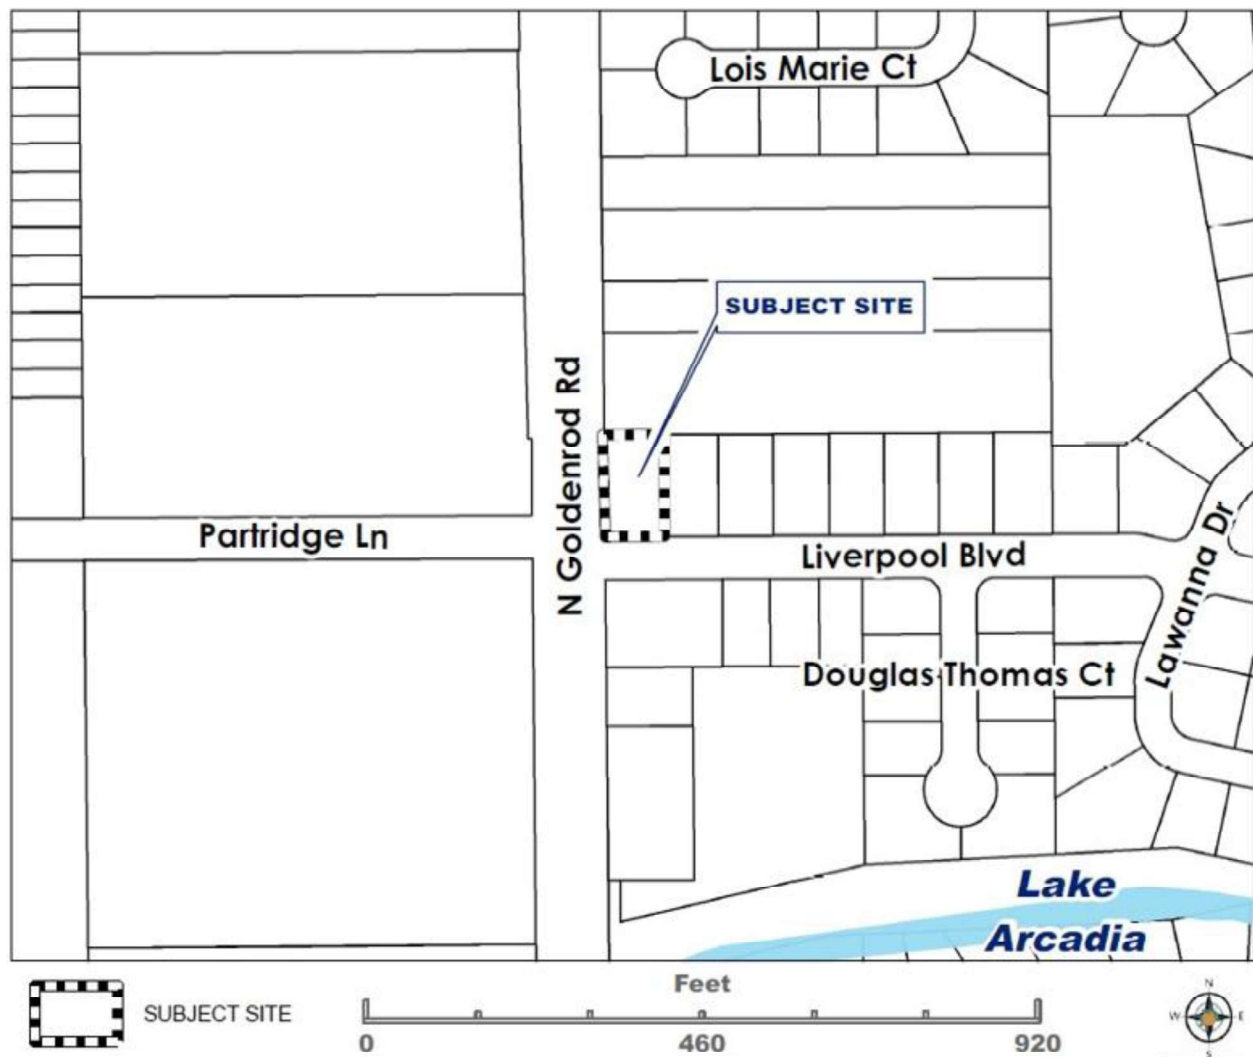 Lois Marie Ct
SUBJECT SITE
N Goldenrod Rd
Partridge Ln
Liverpool Blvd
Lawanna Dr
Douglas Thomas Ct
Lake
Arcadia
SUBJECT SITE
Feet
0 460 920
N
W E
S